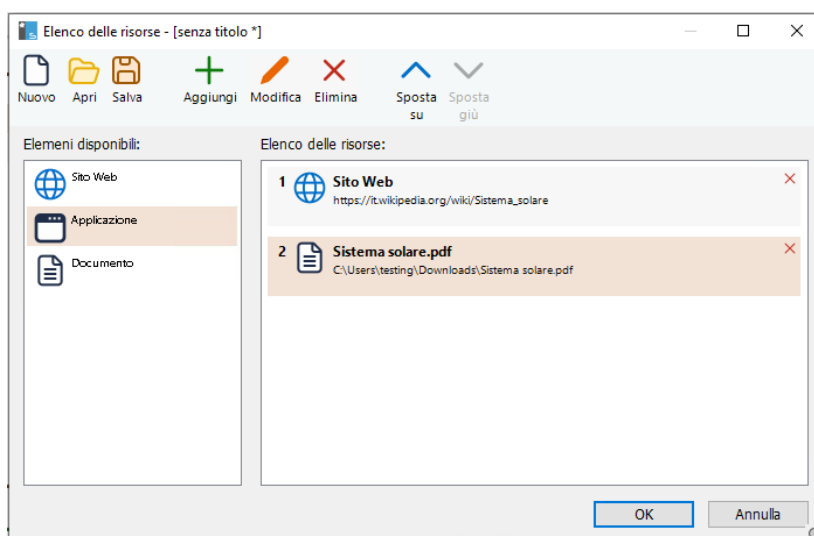 Elenco delle risorse - [senza titolo *]
Nuovo Apri Salva Aggiungi Modifica Elimina Sposta su Sposta giù
Elemeni disponibili:
Elenco delle risorse:
Sito Web
Applicazione
Documento
1 Sito Web
https://it.wikipedia.org/wiki/Sistema_solare
2 Sistema solare.pdf
C:\Users\testing\Downloads\Sistema solare.pdf
OK Annulla